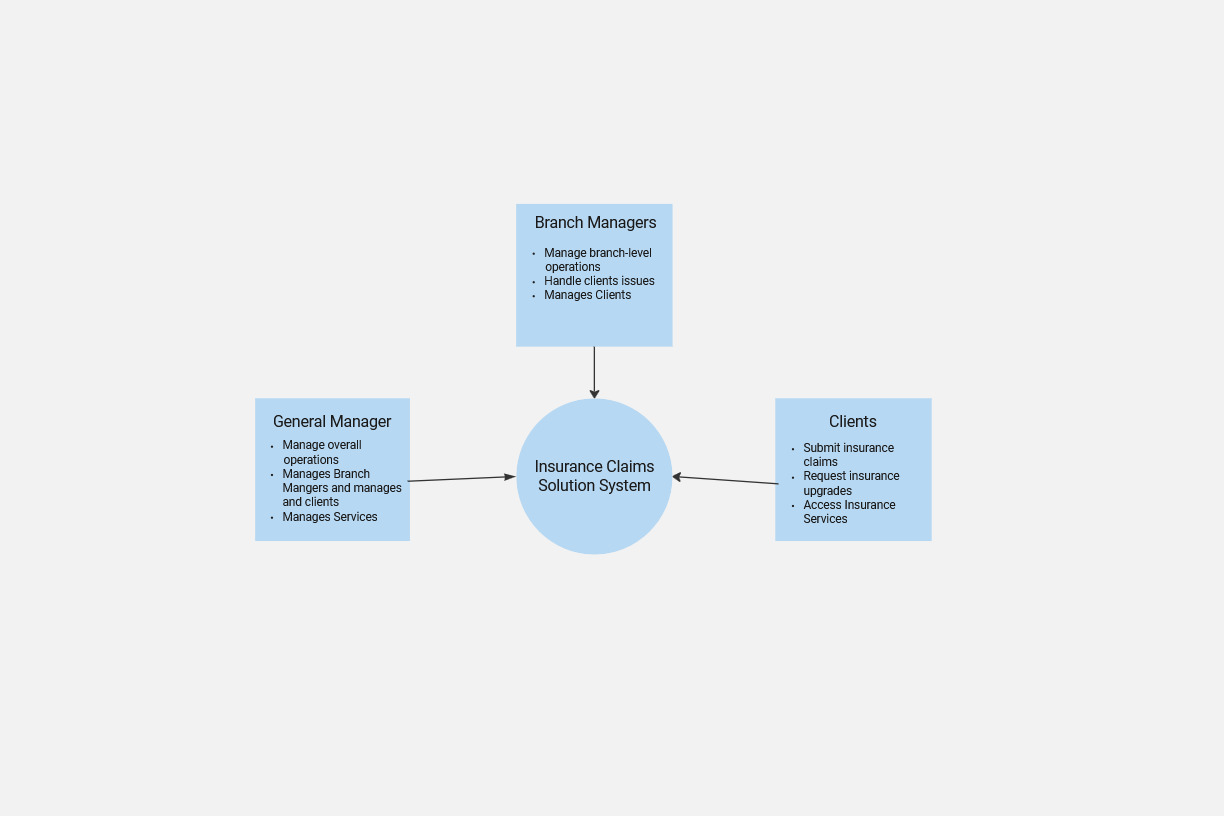 Branch Managers
• Manage branch-level
operations
• Handle clients issues
• Manages Clients
General Manager
• Manage overall
operations
• Manages Branch
Mangers and manages
and clients
• Manages Services
Insurance Claims
Solution System
Clients
• Submit insurance
claims
• Request insurance
upgrades
• Access Insurance
Services